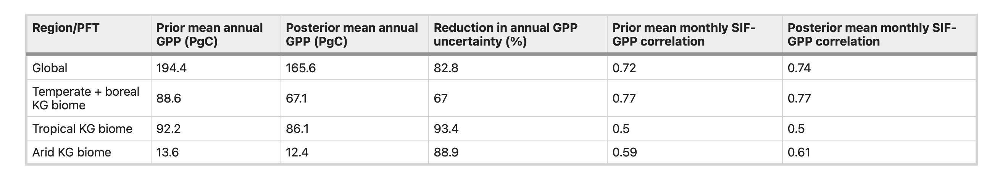 Region/PFT
Prior mean annual GPP (PgC)
Posterior mean annual GPP (PgC)
Reduction in annual GPP uncertainty (%)
Prior mean monthly SIF-GPP correlation
Posterior mean monthly SIF-GPP correlation
Global 194.4 165.6 82.8 0.72 0.74
Temperate + boreal KG biome 88.6 67.1 67 0.77 0.77
Tropical KG biome 92.2 86.1 93.4 0.5 0.5
Arid KG biome 13.6 12.4 88.9 0.59 0.61